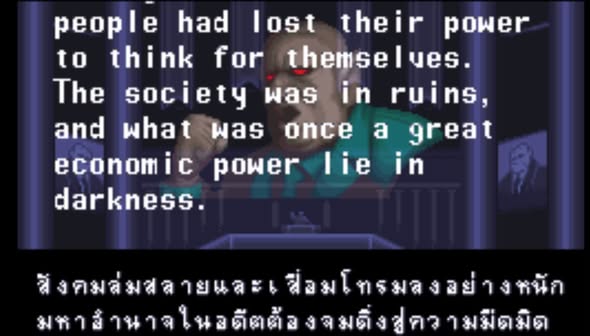 people had lost their power
to think for themselves.
The society was in ruins,
and what was once a great
economic power lie in
darkness.
สังคมล่มสลายและเสื่อมโทรมลงอย่างหนัก
มหาอำนาจในอดีตต้องจมดิ่งสู่ความมืดมิด